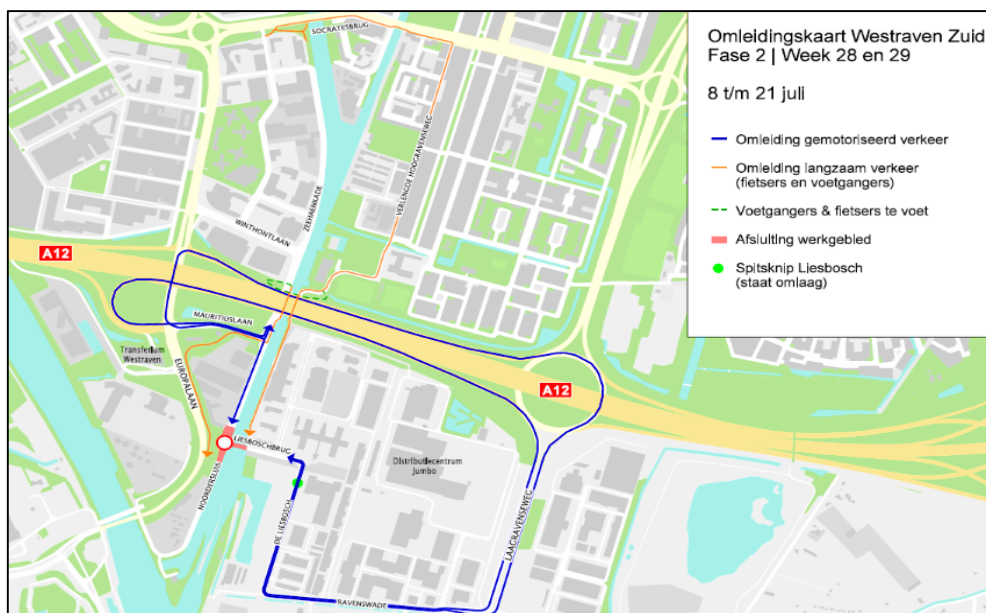 Omleidingskaart Westraven Zuid
Fase 2 | Week 28 en 29
8 t/m 21 juli
Omleiding gemotoriseerd verkeer
Omleiding langzaam verkeer
(fietsers en voetgangers)
Voetgangers & fietsers te voet
Afsluiting werkgebied
Spitsknip Liesbosch
(staat omlaag)
SOCRATESBRUG
VERLENGDE HOOGRAVENSEWEG
ZEEHAENKADE
WINTHONTLAAN
A12
MAURITIUSLAAN
Transferium
Westraven
EUROPALAAN
A12
LIESBOSCHBRUG
NOORDERSLUIS
Distributiecentrum
Jumbo
DE LIESBOSCH
LAAGRAVENSEWEG
RAVENSWADE